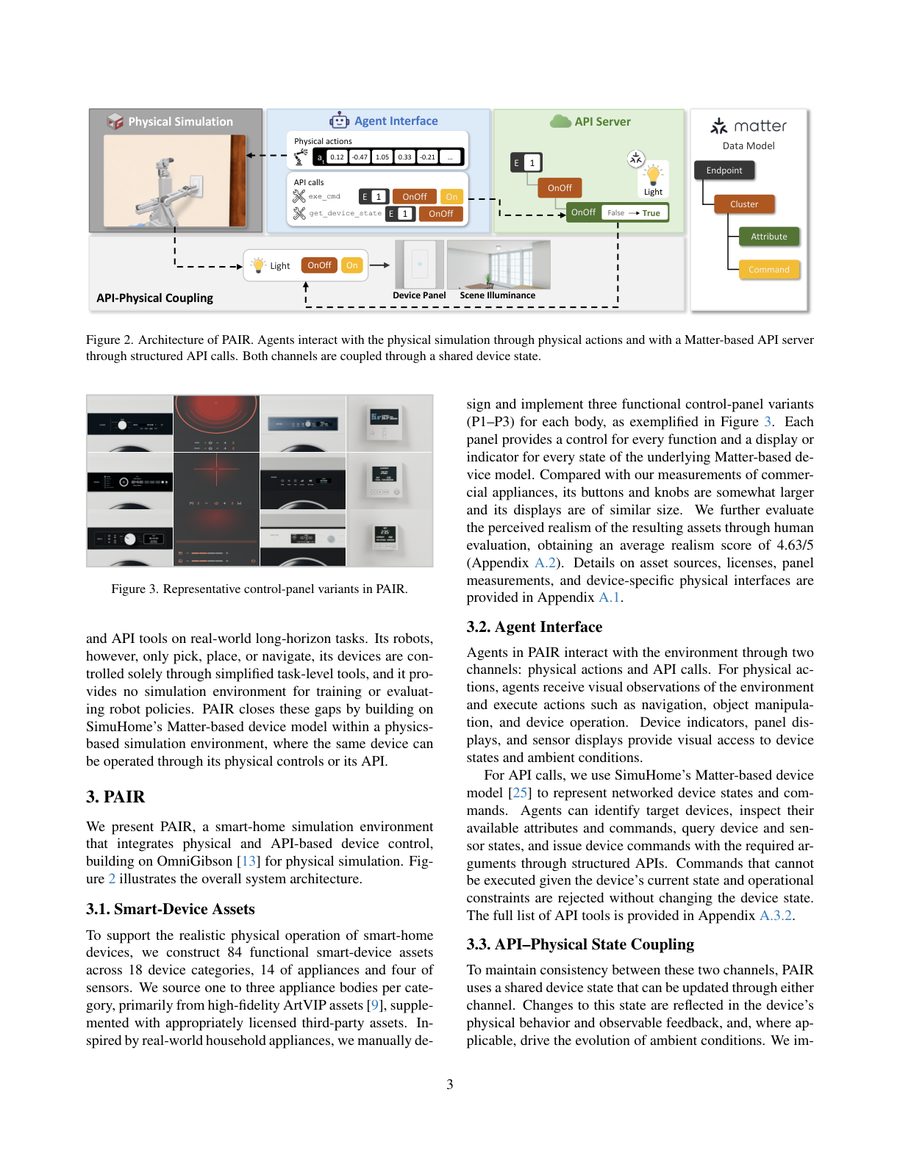 Physical Simulation
Agent Interface
Physical actions
0.12 -0.47 1.05 0.33 -0.21 ...
API calls
exe_cmd E 1 OnOff On
get_device_state E 1 OnOff
API Server
E 1
OnOff
Light
OnOff False True
matter
Data Model
Endpoint
Cluster
Attribute
Command
API-Physical Coupling
Light OnOff On
Device Panel Scene Illuminance
Figure 2. Architecture of PAIR. Agents interact with the physical simulation through physical actions and with a Matter-based API server
through structured API calls. Both channels are coupled through a shared device state.
Figure 3. Representative control-panel variants in PAIR.
and API tools on real-world long-horizon tasks. Its robots,
however, only pick, place, or navigate, its devices are con-
trolled solely through simplified task-level tools, and it pro-
vides no simulation environment for training or evaluat-
ing robot policies. PAIR closes these gaps by building on
SimuHome's Matter-based device model within a physics-
based simulation environment, where the same device can
be operated through its physical controls or its API.
3. PAIR
We present PAIR, a smart-home simulation environment
that integrates physical and API-based device control,
building on OmniGibson [13] for physical simulation. Fig-
ure 2 illustrates the overall system architecture.
3.1. Smart-Device Assets
To support the realistic physical operation of smart-home
devices, we construct 84 functional smart-device assets
across 18 device categories, 14 of appliances and four of
sensors. We source one to three appliance bodies per cate-
gory, primarily from high-fidelity ArtVIP assets [9], supple-
mented with appropriately licensed third-party assets. In-
spired by real-world household appliances, we manually de-
sign and implement three functional control-panel variants
(P1–P3) for each body, as exemplified in Figure 3. Each
panel provides a control for every function and a display or
indicator for every state of the underlying Matter-based de-
vice model. Compared with our measurements of commer-
cial appliances, its buttons and knobs are somewhat larger
and its displays are of similar size. We further evaluate
the perceived realism of the resulting assets through human
evaluation, obtaining an average realism score of 4.63/5
(Appendix A.2). Details on asset sources, licenses, panel
measurements, and device-specific physical interfaces are
provided in Appendix A.1.
3.2. Agent Interface
Agents in PAIR interact with the environment through two
channels: physical actions and API calls. For physical ac-
tions, agents receive visual observations of the environment
and execute actions such as navigation, object manipula-
tion, and device operation. Device indicators, panel dis-
plays, and sensor displays provide visual access to device
states and ambient conditions.
For API calls, we use SimuHome's Matter-based device
model [25] to represent networked device states and com-
mands. Agents can identify target devices, inspect their
available attributes and commands, query device and sen-
sor states, and issue device commands with the required ar-
guments through structured APIs. Commands that cannot
be executed given the device's current state and operational
constraints are rejected without changing the device state.
The full list of API tools is provided in Appendix A.3.2.
3.3. API–Physical State Coupling
To maintain consistency between these two channels, PAIR
uses a shared device state that can be updated through either
channel. Changes to this state are reflected in the device's
physical behavior and observable feedback, and, where ap-
plicable, drive the evolution of ambient conditions. We im-
3